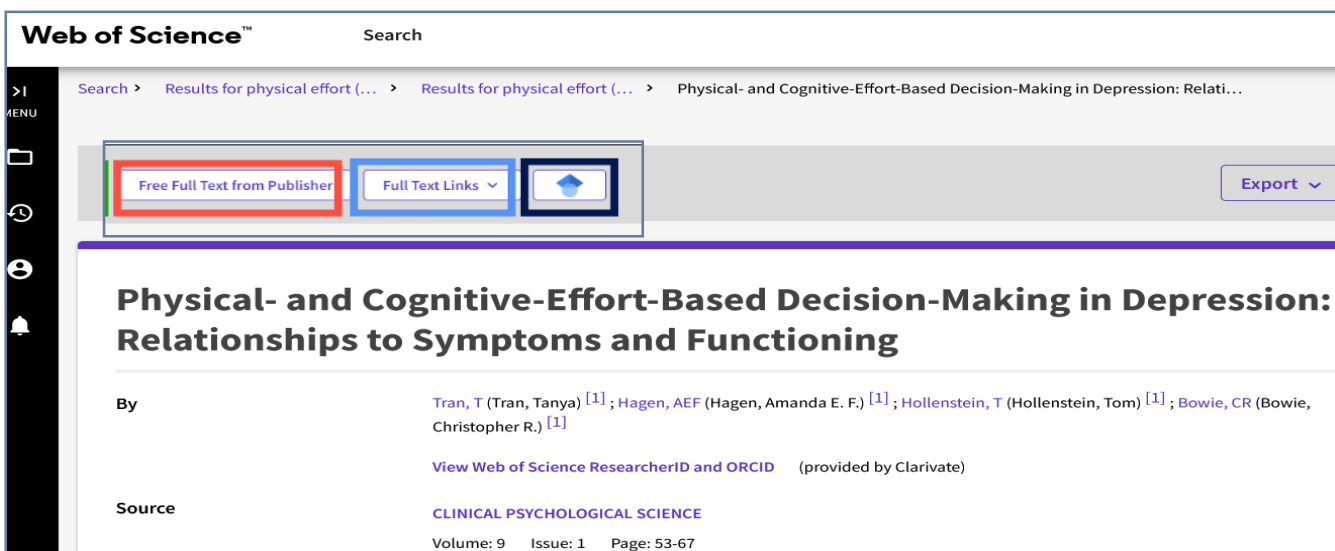 Web of Science™ Search
>I
MENU
Search > Results for physical effort (... > Results for physical effort (... > Physical- and Cognitive-Effort-Based Decision-Making in Depression: Relati...
Free Full Text from Publisher Full Text Links Export
Physical- and Cognitive-Effort-Based Decision-Making in Depression:
Relationships to Symptoms and Functioning
By Tran, T (Tran, Tanya) [1] ; Hagen, AEF (Hagen, Amanda E. F.) [1] ; Hollenstein, T (Hollenstein, Tom) [1] ; Bowie, CR (Bowie,
Christopher R.) [1]
View Web of Science ResearcherID and ORCID (provided by Clarivate)
Source CLINICAL PSYCHOLOGICAL SCIENCE
Volume: 9 Issue: 1 Page: 53-67